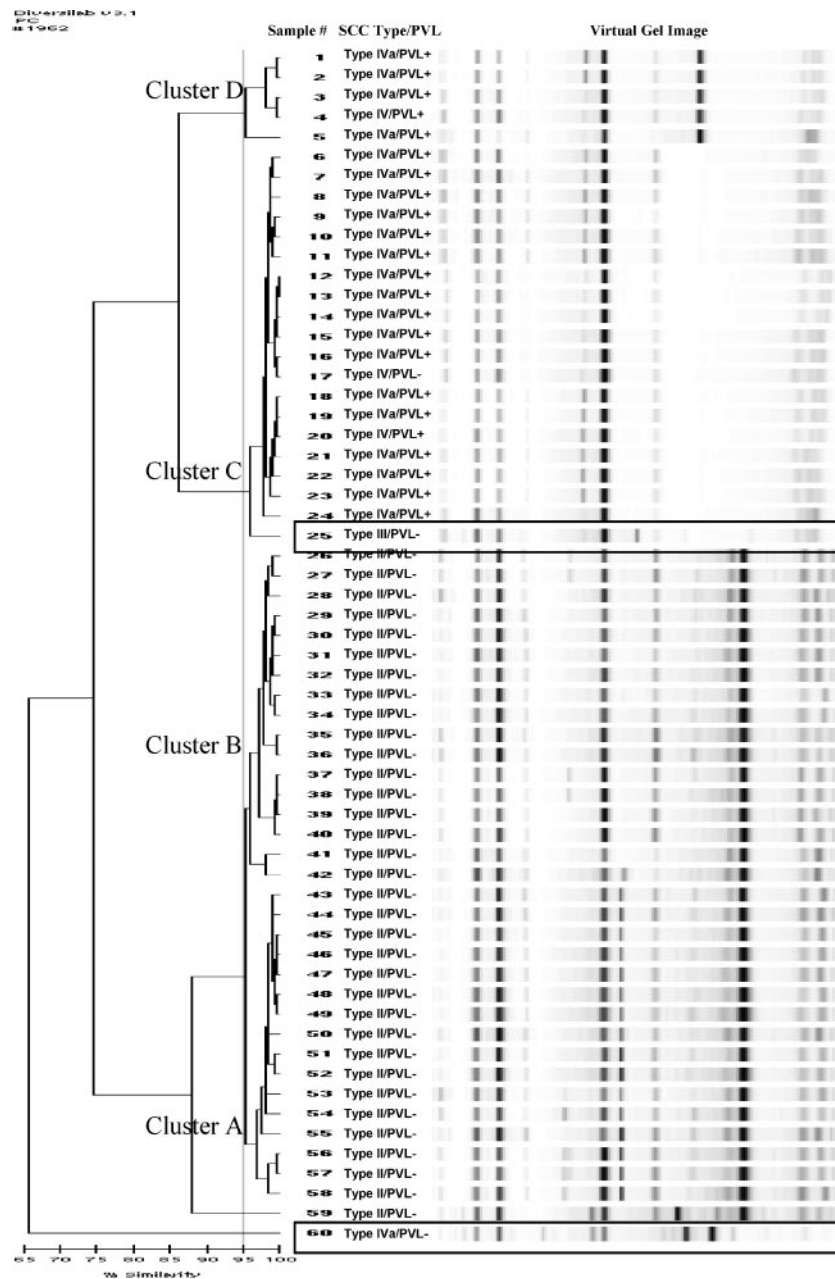 Diversilab v3.1
PC
#1962
Sample # SCC Type/PVL Virtual Gel Image
Cluster D
1 Type IVa/PVL+
2 Type IVa/PVL+
3 Type IVa/PVL+
4 Type IV/PVL+
5 Type IVa/PVL+
6 Type IVa/PVL+
7 Type IVa/PVL+
8 Type IVa/PVL+
9 Type IVa/PVL+
10 Type IVa/PVL+
11 Type IVa/PVL+
12 Type IVa/PVL+
13 Type IVa/PVL+
14 Type IVa/PVL+
15 Type IVa/PVL+
16 Type IVa/PVL+
17 Type IV/PVL-
18 Type IVa/PVL+
19 Type IVa/PVL+
20 Type IV/PVL+
21 Type IVa/PVL+
Cluster C
22 Type IVa/PVL+
23 Type IVa/PVL+
24 Type IVa/PVL+
25 Type III/PVL-
26 Type II/PVL-
27 Type II/PVL-
28 Type II/PVL-
29 Type II/PVL-
30 Type II/PVL-
31 Type II/PVL-
32 Type II/PVL-
33 Type II/PVL-
34 Type II/PVL-
35 Type II/PVL-
Cluster B
36 Type II/PVL-
37 Type II/PVL-
38 Type II/PVL-
39 Type II/PVL-
40 Type II/PVL-
41 Type II/PVL-
42 Type II/PVL-
43 Type II/PVL-
44 Type II/PVL-
45 Type II/PVL-
46 Type II/PVL-
47 Type II/PVL-
48 Type II/PVL-
49 Type II/PVL-
50 Type II/PVL-
51 Type II/PVL-
52 Type II/PVL-
53 Type II/PVL-
54 Type II/PVL-
Cluster A
55 Type II/PVL-
56 Type II/PVL-
57 Type II/PVL-
58 Type II/PVL-
59 Type II/PVL-
60 Type IVa/PVL-
65 70 75 80 85 90 95 100
% Similarity